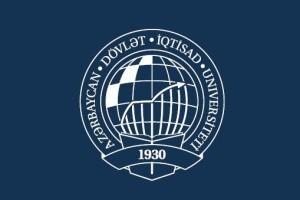 AZƏRBAYCAN • DÖVLƏT • İQTİSAD • UNİVERSİTETİ
1930